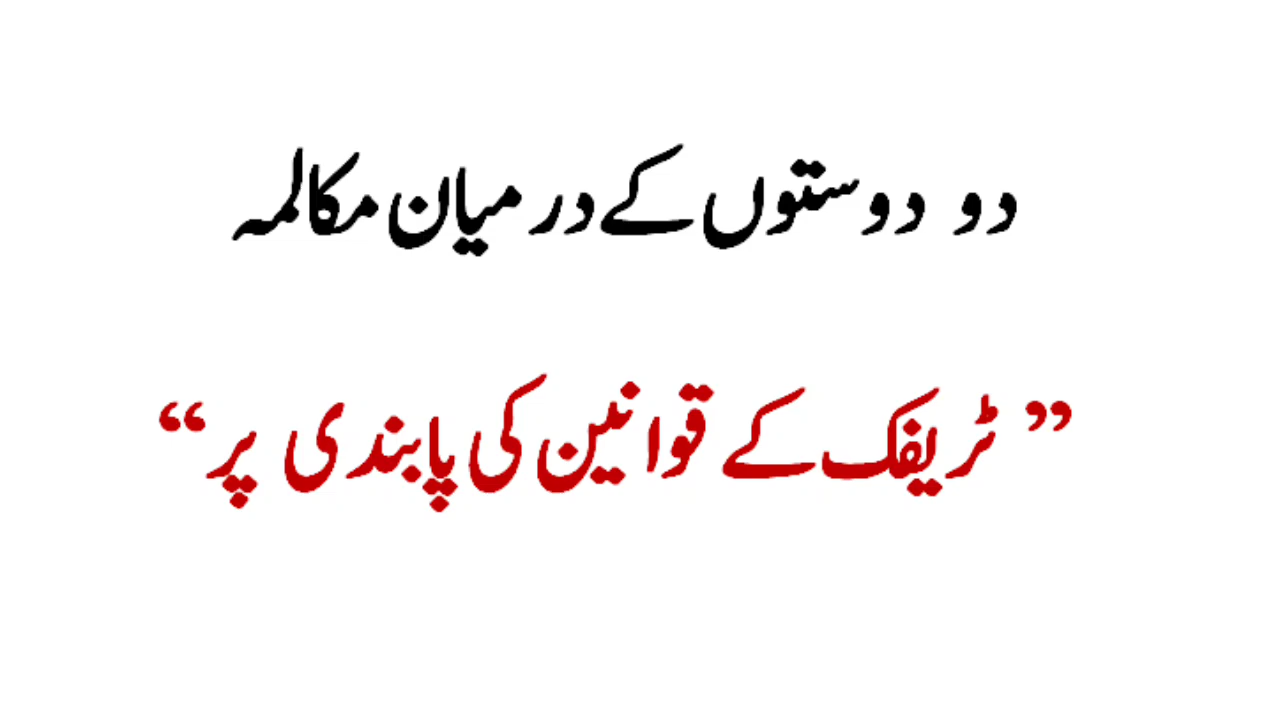 دو دوستوں کے درمیان مکالمہ
”ٹریفک کے قوانین کی پابندی پر“